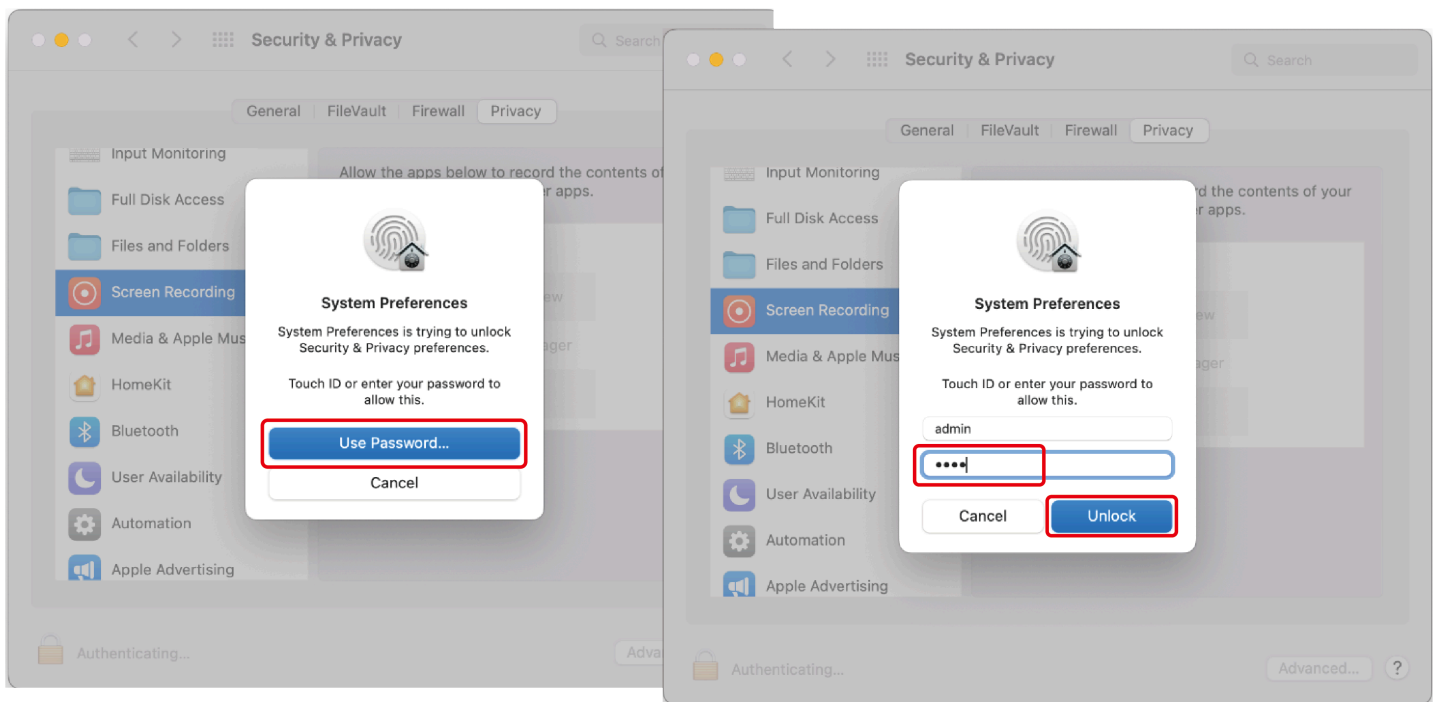 Security & Privacy
Search
General
FileVault
Firewall
Privacy
Input Monitoring
Full Disk Access
Files and Folders
Screen Recording
Media & Apple Mus
HomeKit
Bluetooth
User Availability
Automation
Apple Advertising
Allow the apps below to record the contents of
r apps.
ew
ager
System Preferences
System Preferences is trying to unlock
Security & Privacy preferences.
Touch ID or enter your password to
allow this.
Use Password...
Cancel
Authenticating...
Adva
Security & Privacy
Search
General
FileVault
Firewall
Privacy
Input Monitoring
Full Disk Access
Files and Folders
Screen Recording
Media & Apple Mus
HomeKit
Bluetooth
User Availability
Automation
Apple Advertising
rd the contents of your
r apps.
ew
ager
System Preferences
System Preferences is trying to unlock
Security & Privacy preferences.
Touch ID or enter your password to
allow this.
admin
••••
Cancel
Unlock
Authenticating...
Advanced...
?